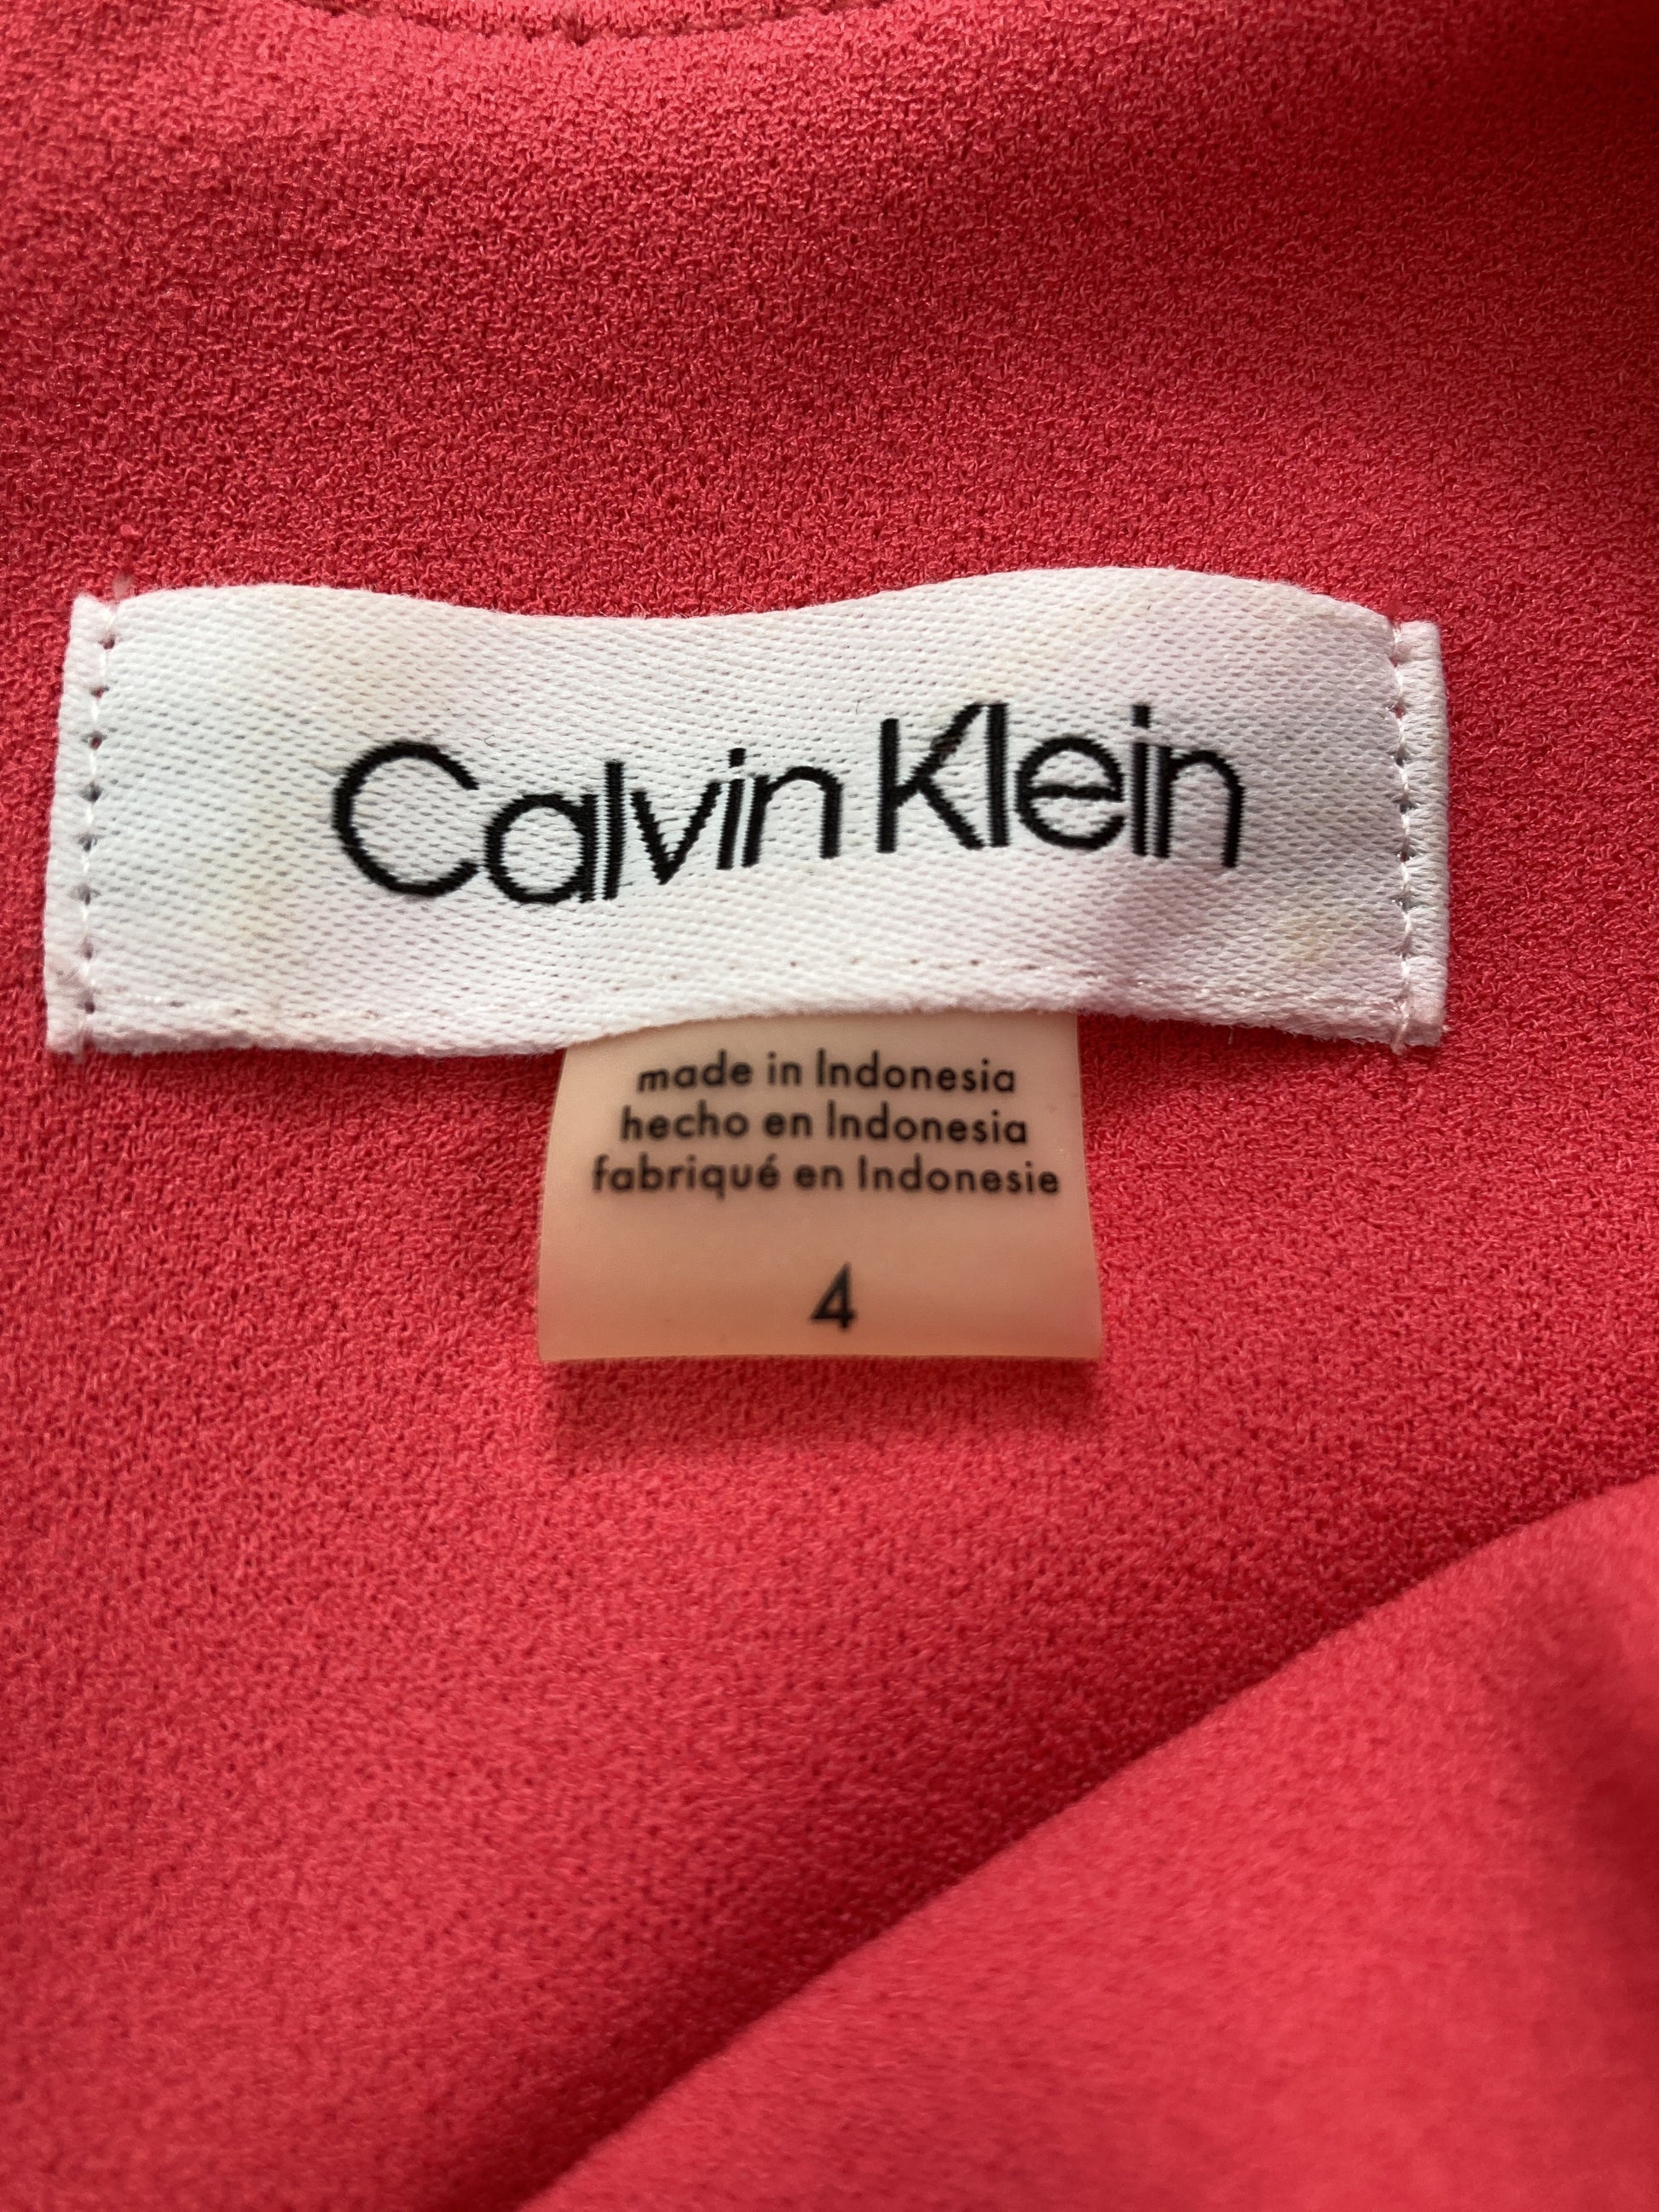 Calvin Klein
made in Indonesia
hecho en Indonesia
fabriqué en Indonesie
4